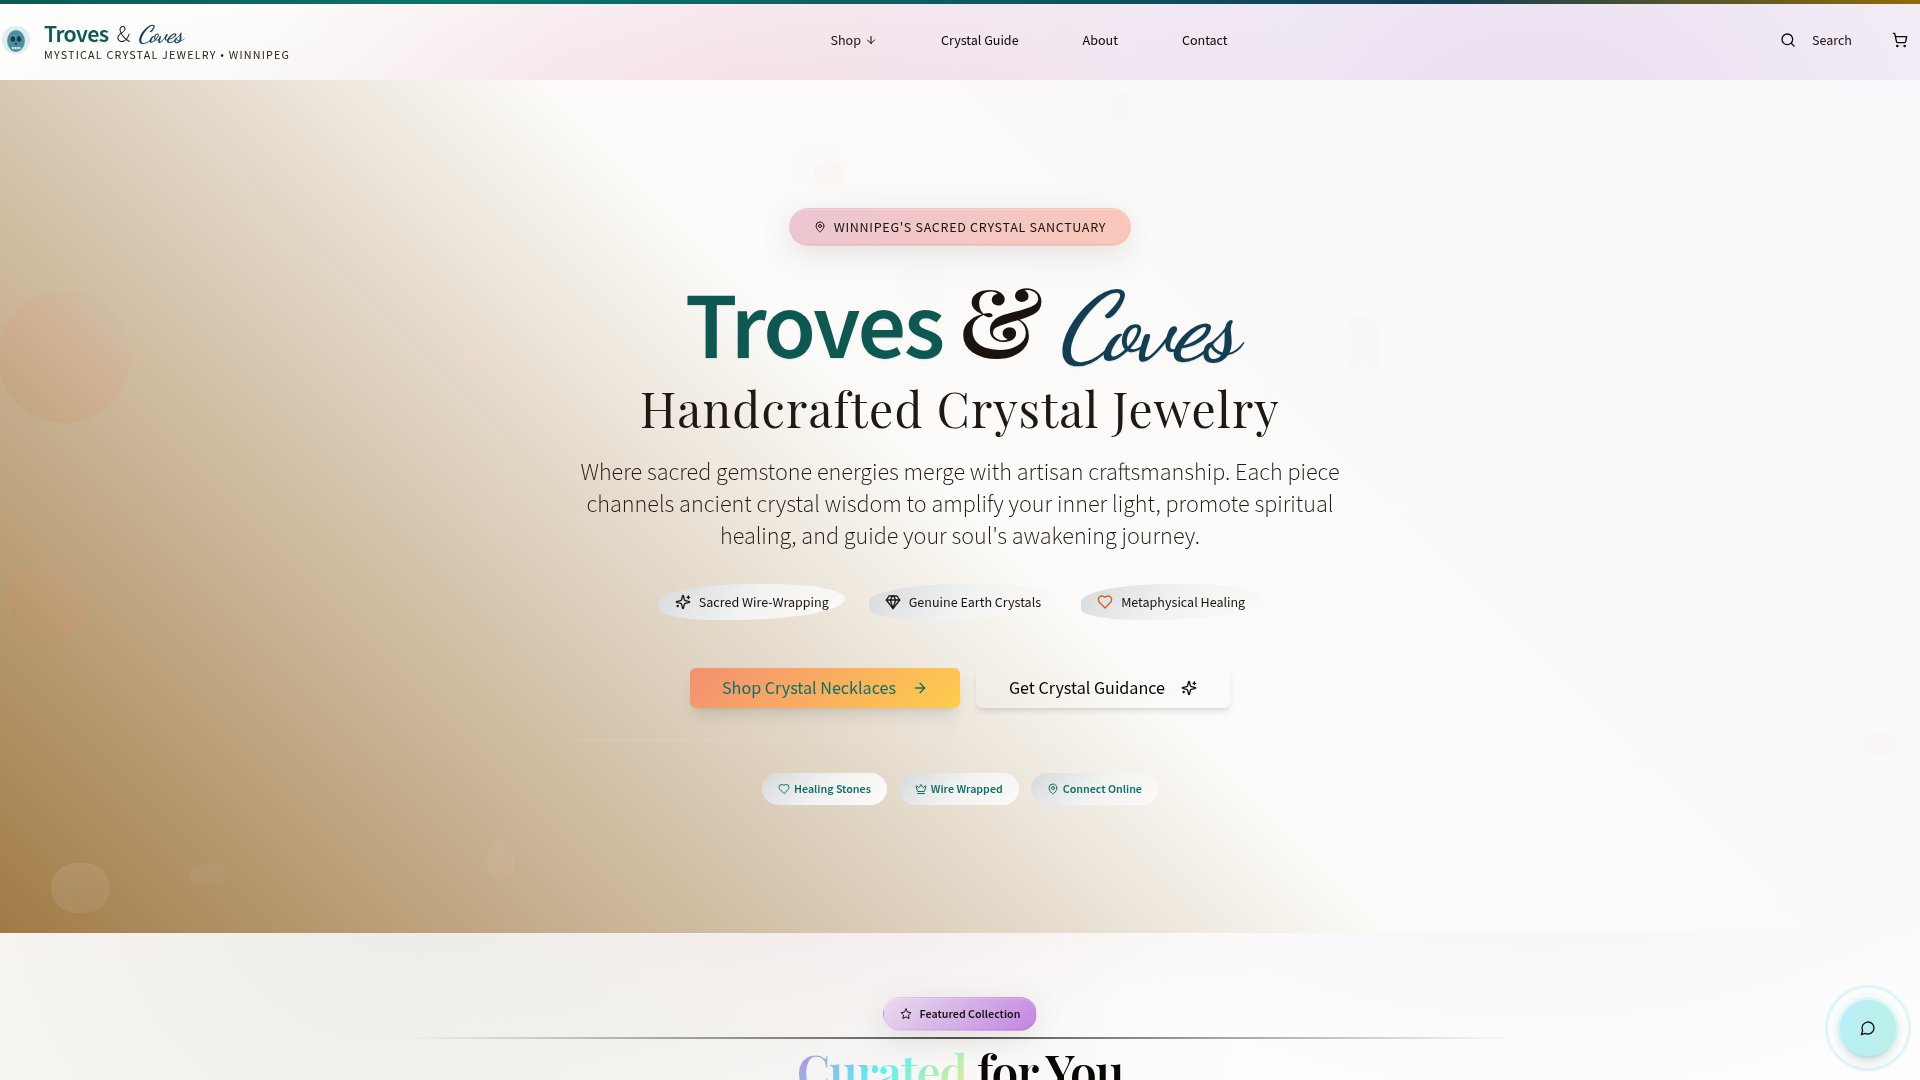 Troves & Coves
MYSTICAL CRYSTAL JEWELRY • WINNIPEG
Shop
Crystal Guide
About
Contact
Search
WINNIPEG'S SACRED CRYSTAL SANCTUARY
Troves & Coves
Handcrafted Crystal Jewelry
Where sacred gemstone energies merge with artisan craftsmanship. Each piece
channels ancient crystal wisdom to amplify your inner light, promote spiritual
healing, and guide your soul's awakening journey.
Sacred Wire-Wrapping
Genuine Earth Crystals
Metaphysical Healing
Shop Crystal Necklaces
Get Crystal Guidance
Healing Stones
Wire Wrapped
Connect Online
Featured Collection
Curated for You